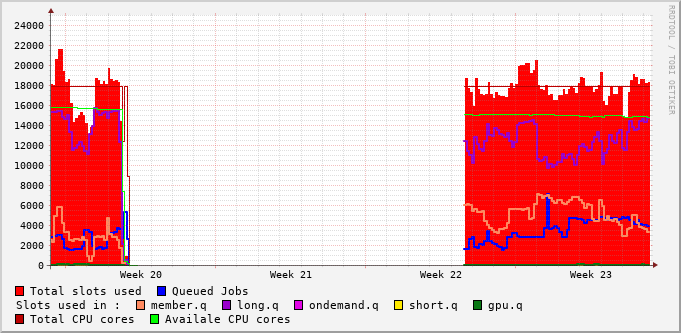 24000
22000
20000
18000
16000
14000
12000
10000
8000
6000
4000
2000
0
Week 20 Week 21 Week 22 Week 23
Total slots used Queued Jobs
Slots used in : member.q long.q ondemand.q short.q gpu.q
Total CPU cores Availale CPU cores
RRDTOOL / TOBI OETIKER